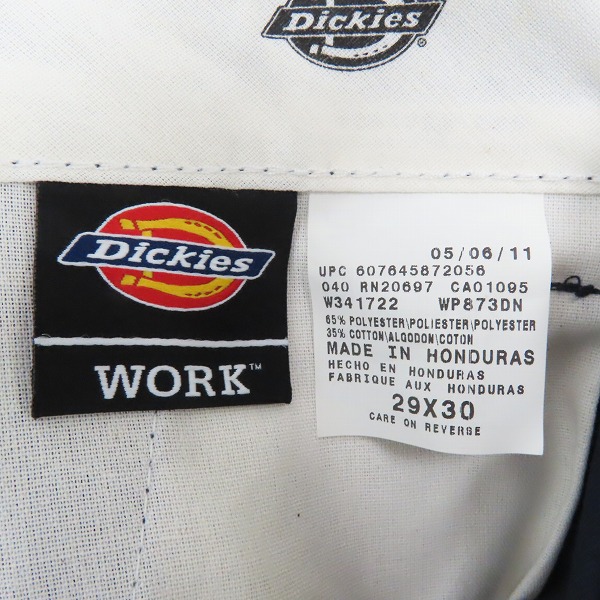 Dickies
®
Dickies
WORK™
05/06/11
UPC 607645872056
040 RN20697 CA01095
W341722 WP873DN
65% POLYESTER\POLIESTER\POLYESTER
35% COTTON\ALGODON\COTON
MADE IN HONDURAS
HECHO EN HONDURAS
FABRIQUE AUX HONDURAS
29X30
CARE ON REVERSE